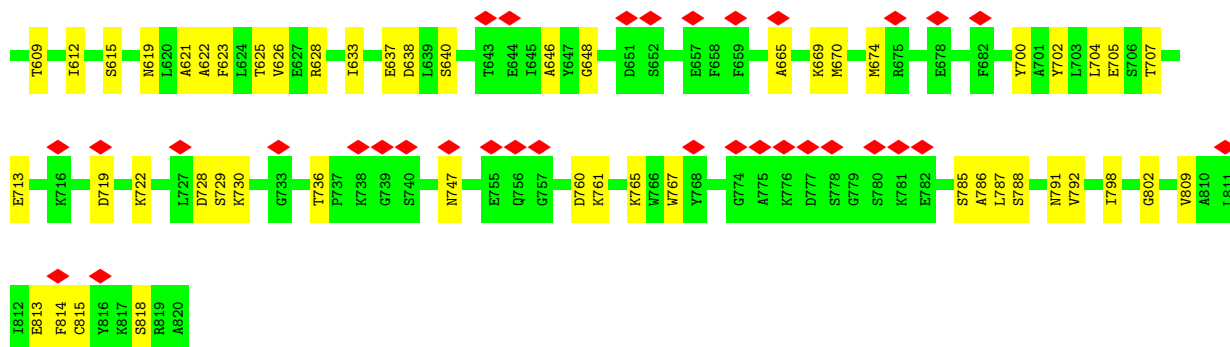 T609 I612 S615 N619 L620 A621 A622 F623 L624 T625 V626 E627 R628 I633 E637 D638 L639 S640 T643 E644 I645 A646 Y647 G648 D651 S652 E657 F658 F659 A665 K669 M670 M674 R675 E678 F682 Y700 A701 Y702 L703 L704 E705 S706 T707
E713 K716 D719 K722 L727 D728 S729 K730 G733 T736 P737 K738 G739 S740 N747 E755 Q756 G757 D760 K761 K765 W766 W767 Y768 G774 A775 K776 D777 S778 G779 S780 K781 E782 S785 A786 L787 S788 N791 V792 I798 G802 V809 A810 L811
I812 E813 F814 C815 Y816 K817 S818 R819 A820